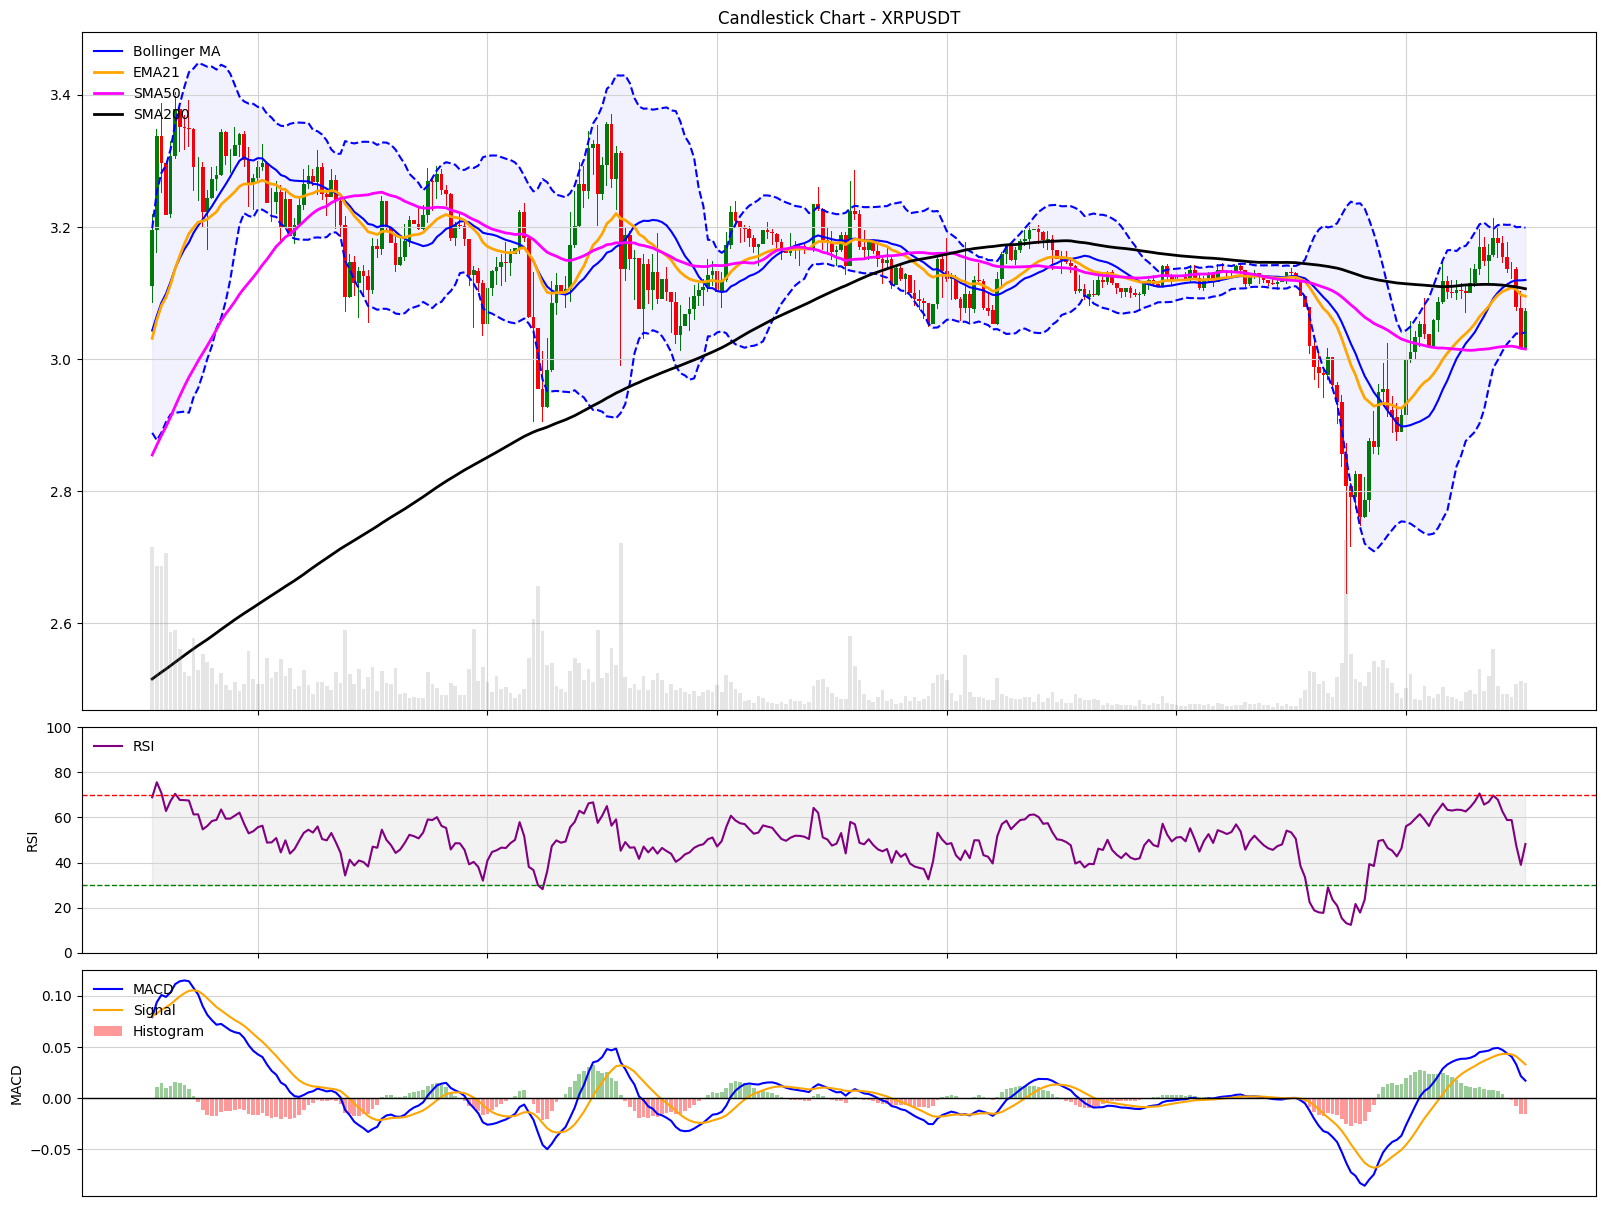 Candlestick Chart - XRPUSDT
Bollinger MA
EMA21
SMA50
SMA200
3.4
3.2
3.0
2.8
2.6
RSI
100
80
60
40
20
0
RSI
MACD
Signal
Histogram
0.10
0.05
0.00
−0.05
MACD